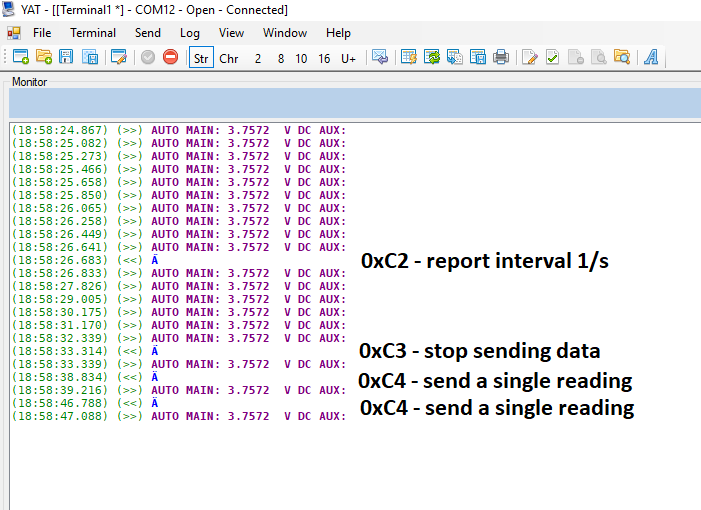 YAT - [[Terminal1 *] - COM12 - Open - Connected]
File Terminal Send Log View Window Help
Str Chr 2 8 10 16 U+ A
Monitor
(18:58:24.867) (>>) AUTO MAIN: 3.7572 V DC AUX:
(18:58:25.082) (>>) AUTO MAIN: 3.7572 V DC AUX:
(18:58:25.273) (>>) AUTO MAIN: 3.7572 V DC AUX:
(18:58:25.466) (>>) AUTO MAIN: 3.7572 V DC AUX:
(18:58:25.658) (>>) AUTO MAIN: 3.7572 V DC AUX:
(18:58:25.850) (>>) AUTO MAIN: 3.7572 V DC AUX:
(18:58:26.065) (>>) AUTO MAIN: 3.7572 V DC AUX:
(18:58:26.258) (>>) AUTO MAIN: 3.7572 V DC AUX:
(18:58:26.449) (>>) AUTO MAIN: 3.7572 V DC AUX:
(18:58:26.641) (>>) AUTO MAIN: 3.7572 V DC AUX:
(18:58:26.683) (<<) Â 0xC2 - report interval 1/s
(18:58:26.833) (>>) AUTO MAIN: 3.7572 V DC AUX:
(18:58:27.826) (>>) AUTO MAIN: 3.7572 V DC AUX:
(18:58:29.005) (>>) AUTO MAIN: 3.7572 V DC AUX:
(18:58:30.175) (>>) AUTO MAIN: 3.7572 V DC AUX:
(18:58:31.170) (>>) AUTO MAIN: 3.7572 V DC AUX:
(18:58:32.339) (>>) AUTO MAIN: 3.7572 V DC AUX:
(18:58:33.314) (<<) Ã 0xC3 - stop sending data
(18:58:33.339) (>>) AUTO MAIN: 3.7572 V DC AUX:
(18:58:38.834) (<<) Ä 0xC4 - send a single reading
(18:58:39.216) (>>) AUTO MAIN: 3.7572 V DC AUX:
(18:58:46.788) (<<) Ä 0xC4 - send a single reading
(18:58:47.088) (>>) AUTO MAIN: 3.7572 V DC AUX: